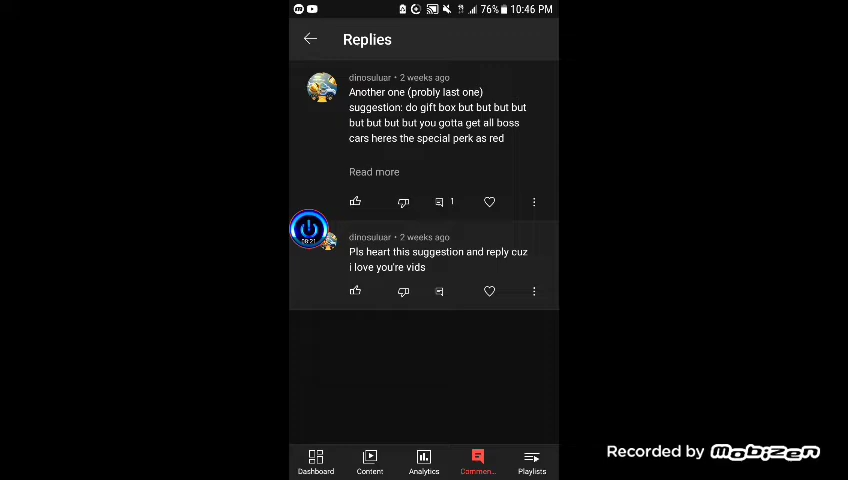 76% 10:46 PM
Replies
dinosuluar • 2 weeks ago
Another one (probly last one)
suggestion: do gift box but but but but
but but but but you gotta get all boss
cars heres the special perk as red
Read more
1
08:21
dinosuluar • 2 weeks ago
Pls heart this suggestion and reply cuz
i love you're vids
Dashboard
Content
Analytics
Commen...
Playlists
Recorded by mobizen